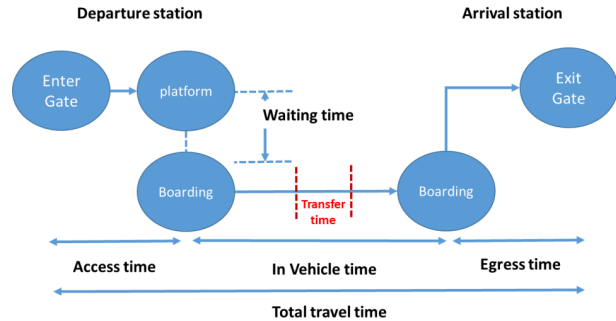 Departure station
Arrival station
Enter
Gate
platform
Exit
Gate
Waiting time
Boarding
Transfer
time
Boarding
Access time
In Vehicle time
Egress time
Total travel time